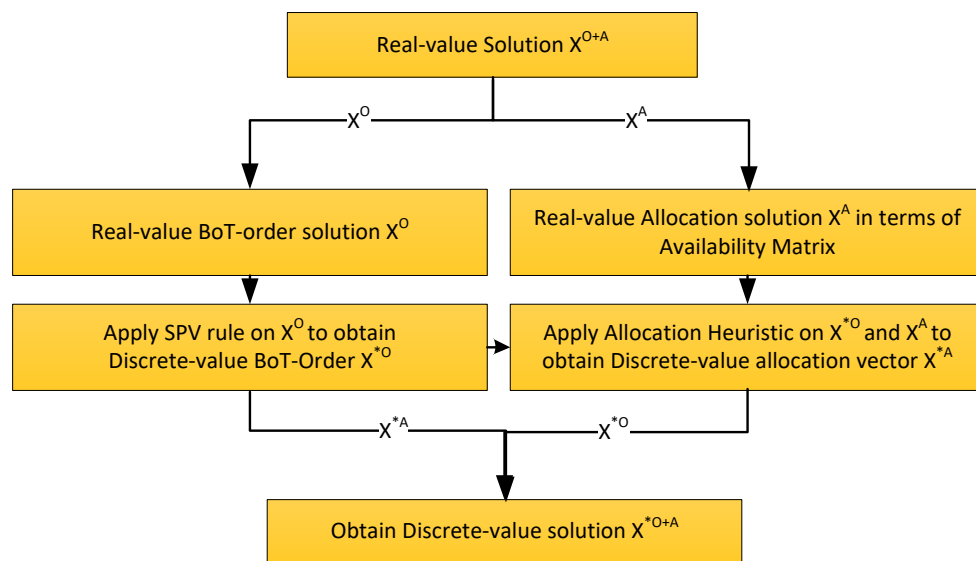 Real-value Solution X^O+A
X^O
X^A
Real-value BoT-order solution X^O
Real-value Allocation solution X^A in terms of
Availability Matrix
Apply SPV rule on X^O to obtain
Discrete-value BoT-Order X^*O
Apply Allocation Heuristic on X^*O and X^A to
obtain Discrete-value allocation vector X^*A
X^*A
X^*O
Obtain Discrete-value solution X^*O+A